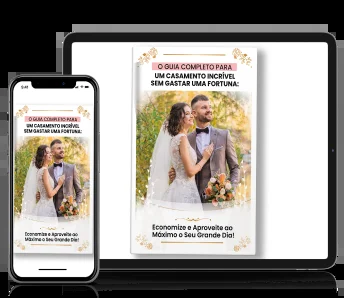 9:41
O GUIA COMPLETO PARA
UM CASAMENTO INCRÍVEL
SEM GASTAR UMA FORTUNA:
Economize e Aproveite ao
Máximo o Seu Grande Dia!
O GUIA COMPLETO PARA
UM CASAMENTO INCRÍVEL
SEM GASTAR UMA FORTUNA:
Economize e Aproveite ao
Máximo o Seu Grande Dia!